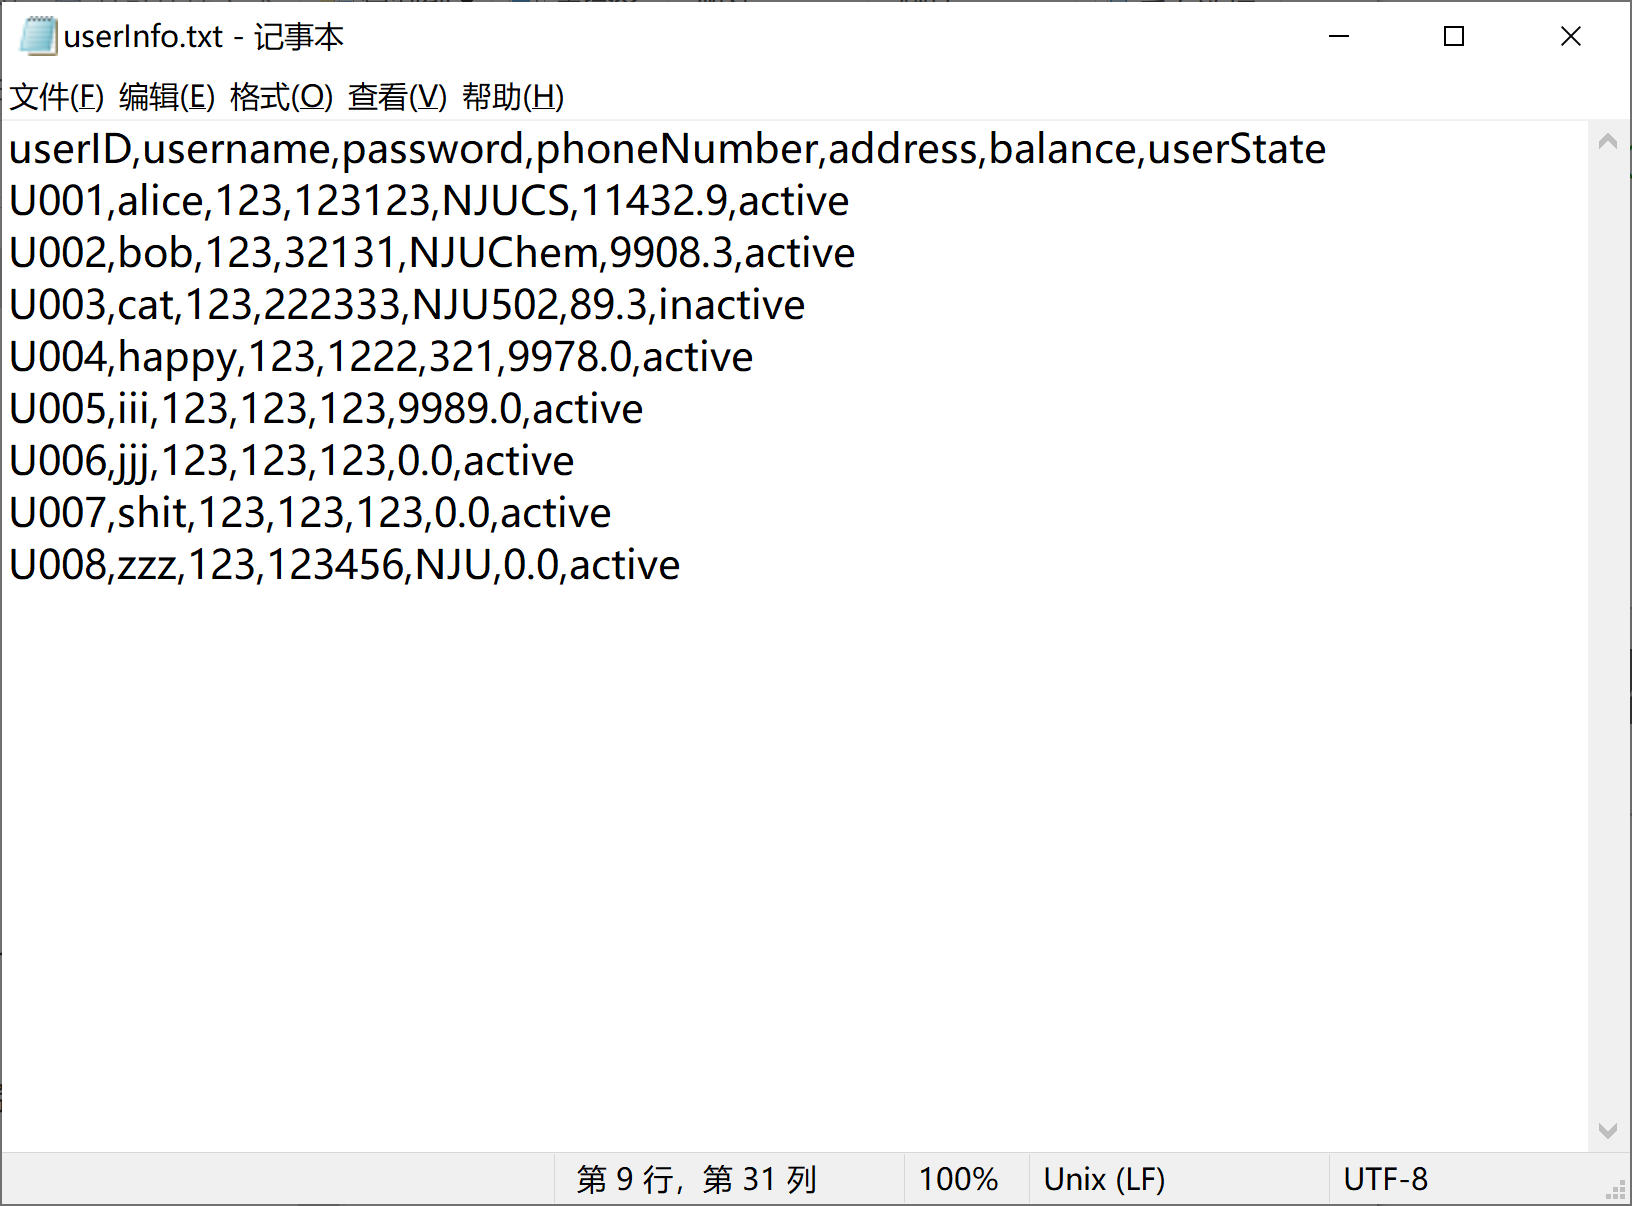 userInfo.txt - 记事本
文件(F) 编辑(E) 格式(O) 查看(V) 帮助(H)
userID,username,password,phoneNumber,address,balance,userState
U001,alice,123,123123,NJUCS,11432.9,active
U002,bob,123,32131,NJUChem,9908.3,active
U003,cat,123,222333,NJU502,89.3,inactive
U004,happy,123,1222,321,9978.0,active
U005,iii,123,123,123,9989.0,active
U006,jjj,123,123,123,0.0,active
U007,shit,123,123,123,0.0,active
U008,zzz,123,123456,NJU,0.0,active
第 9 行，第 31 列 100% Unix (LF) UTF-8